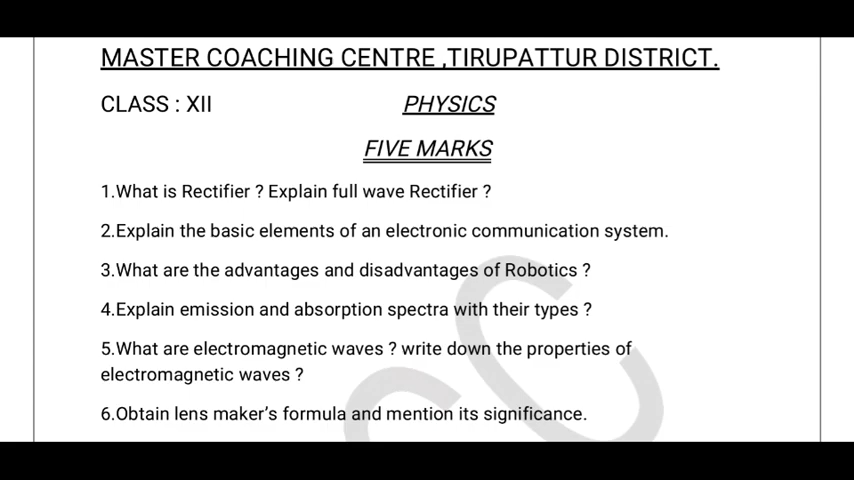 MASTER COACHING CENTRE ,TIRUPATTUR DISTRICT.
CLASS : XII PHYSICS
FIVE MARKS
1.What is Rectifier ? Explain full wave Rectifier ?
2.Explain the basic elements of an electronic communication system.
3.What are the advantages and disadvantages of Robotics ?
4.Explain emission and absorption spectra with their types ?
5.What are electromagnetic waves ? write down the properties of
electromagnetic waves ?
6.Obtain lens maker’s formula and mention its significance.